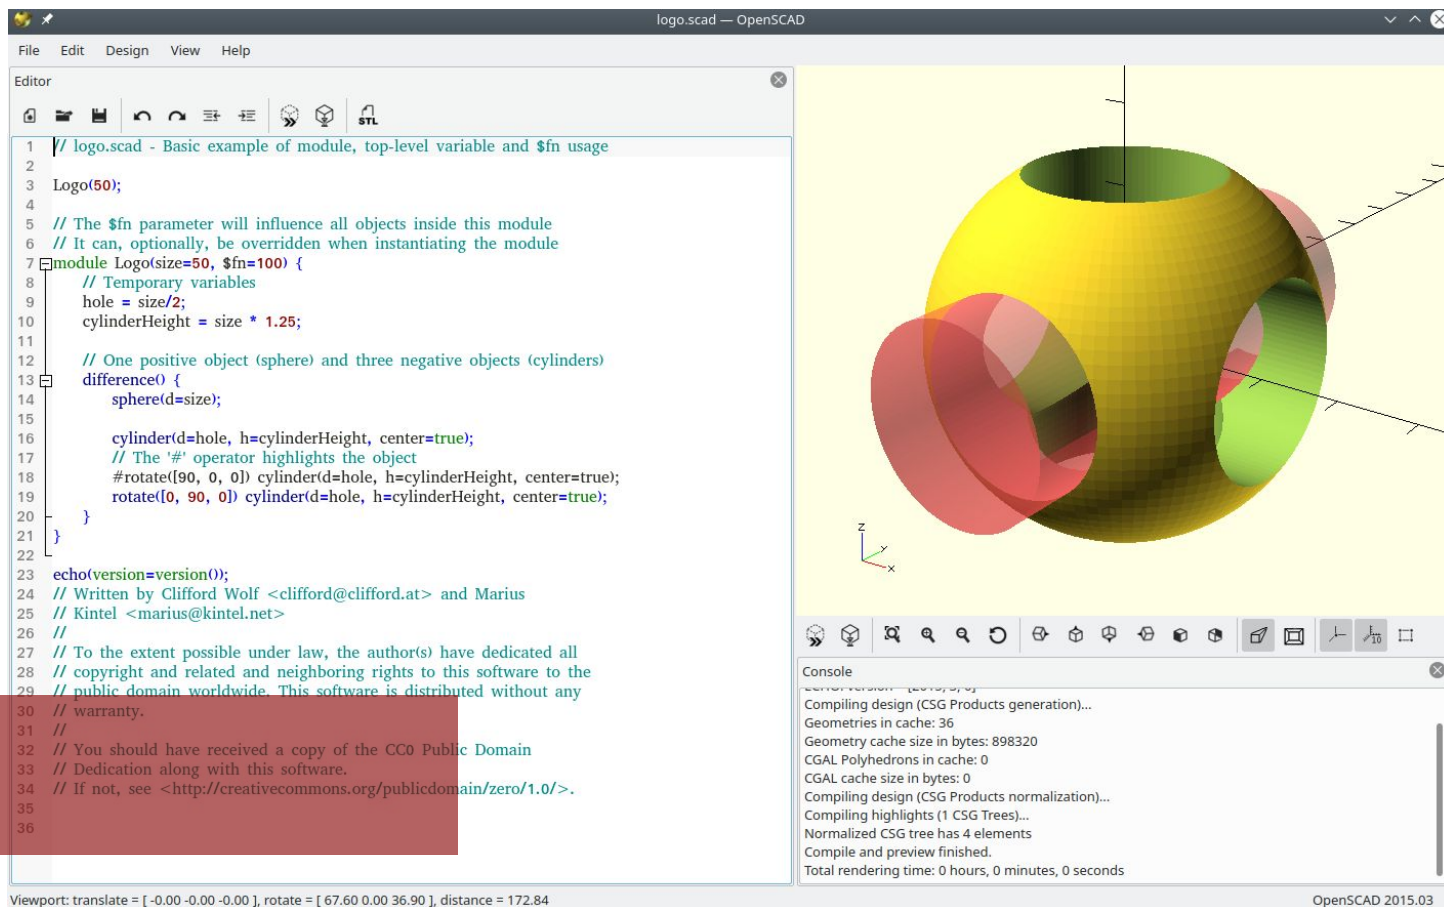 logo.scad — OpenSCAD
File Edit Design View Help
Editor
STL
1 // logo.scad - Basic example of module, top-level variable and $fn usage
2
3 Logo(50);
4
5 // The $fn parameter will influence all objects inside this module
6 // It can, optionally, be overridden when instantiating the module
7 module Logo(size=50, $fn=100) {
8 // Temporary variables
9 hole = size/2;
10 cylinderHeight = size * 1.25;
11
12 // One positive object (sphere) and three negative objects (cylinders)
13 difference() {
14 sphere(d=size);
15
16 cylinder(d=hole, h=cylinderHeight, center=true);
17 // The '#' operator highlights the object
18 #rotate([90, 0, 0]) cylinder(d=hole, h=cylinderHeight, center=true);
19 rotate([0, 90, 0]) cylinder(d=hole, h=cylinderHeight, center=true);
20 }
21 }
22
23 echo(version=version());
24 // Written by Clifford Wolf <clifford@clifford.at> and Marius
25 // Kintel <marius@kintel.net>
26 //
27 // To the extent possible under law, the author(s) have dedicated all
28 // copyright and related and neighboring rights to this software to the
29 // public domain worldwide. This software is distributed without any
30 // warranty.
31 //
32 // You should have received a copy of the CC0 Public Domain
33 // Dedication along with this software.
34 // If not, see <http://creativecommons.org/publicdomain/zero/1.0/>.
35
36
z
y
x
10
Console
Compiling design (CSG Products generation)...
Geometries in cache: 36
Geometry cache size in bytes: 898320
CGAL Polyhedrons in cache: 0
CGAL cache size in bytes: 0
Compiling design (CSG Products normalization)...
Compiling highlights (1 CSG Trees)...
Normalized CSG tree has 4 elements
Compile and preview finished.
Total rendering time: 0 hours, 0 minutes, 0 seconds
Viewport: translate = [ -0.00 -0.00 -0.00 ], rotate = [ 67.60 0.00 36.90 ], distance = 172.84
OpenSCAD 2015.03